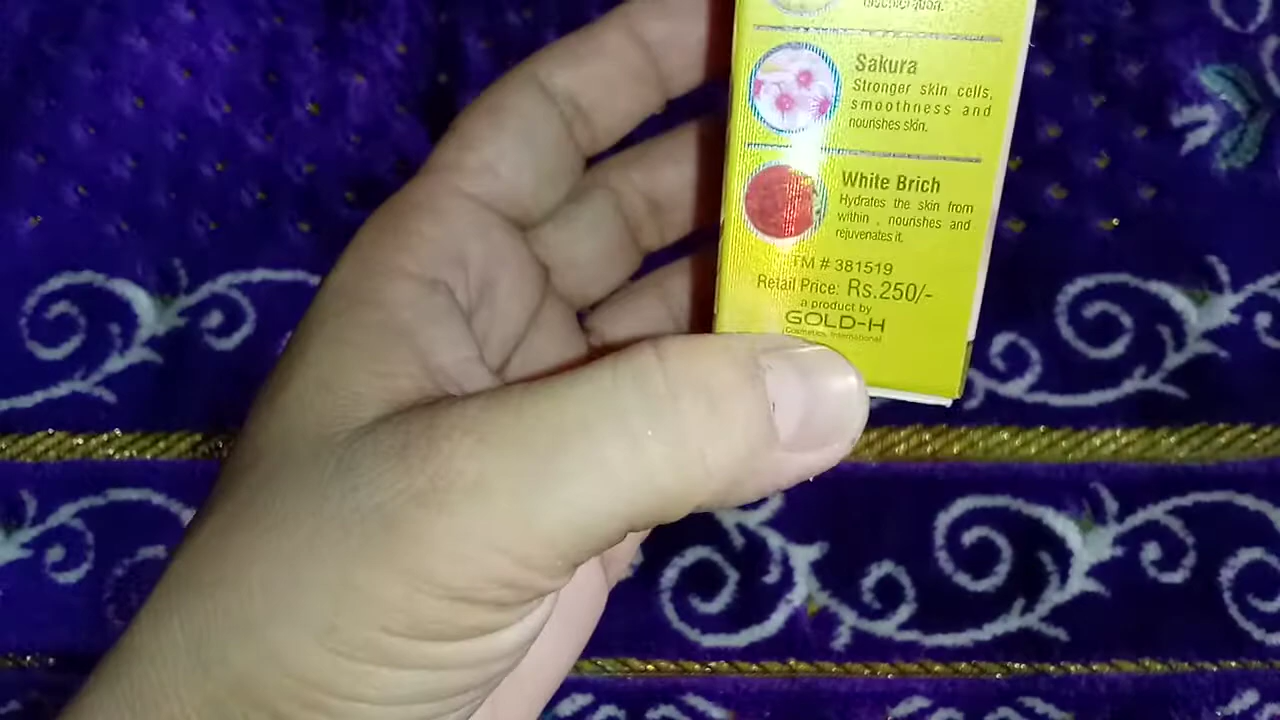 Sakura
Stronger skin cells,
smoothness and
nourishes skin.
White Brich
Hydrates the skin from
within , nourishes and
rejuvenates it.
TM # 381519
Retail Price: Rs.250/-
a product by
GOLD-H
Cosmetics, International